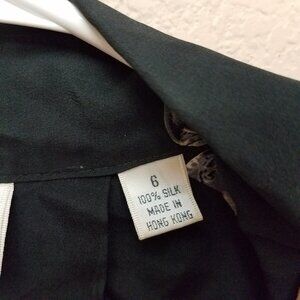 6
100% SILK
MADE IN
HONG KONG